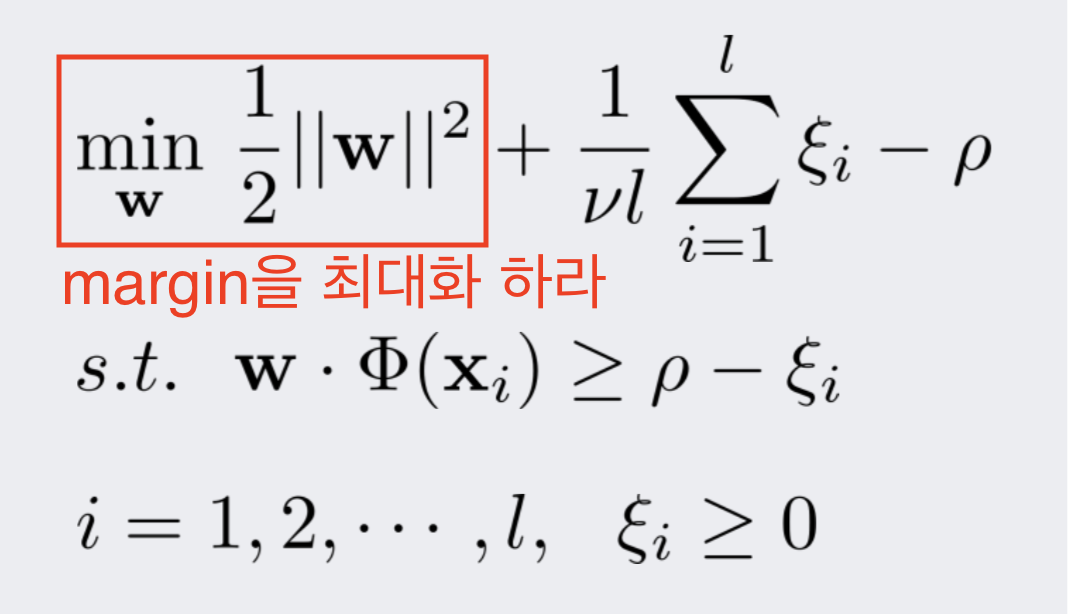 $\min_{\mathbf{w}} \ \frac{1}{2}||\mathbf{w}||^2 + \frac{1}{\nu l} \sum_{i=1}^{l} \xi_i - \rho$
margin을 최대화 하라
$s.t. \ \ \mathbf{w} \cdot \Phi(\mathbf{x}_i) \geq \rho - \xi_i$
$i = 1, 2, \cdots, l, \quad \xi_i \geq 0$